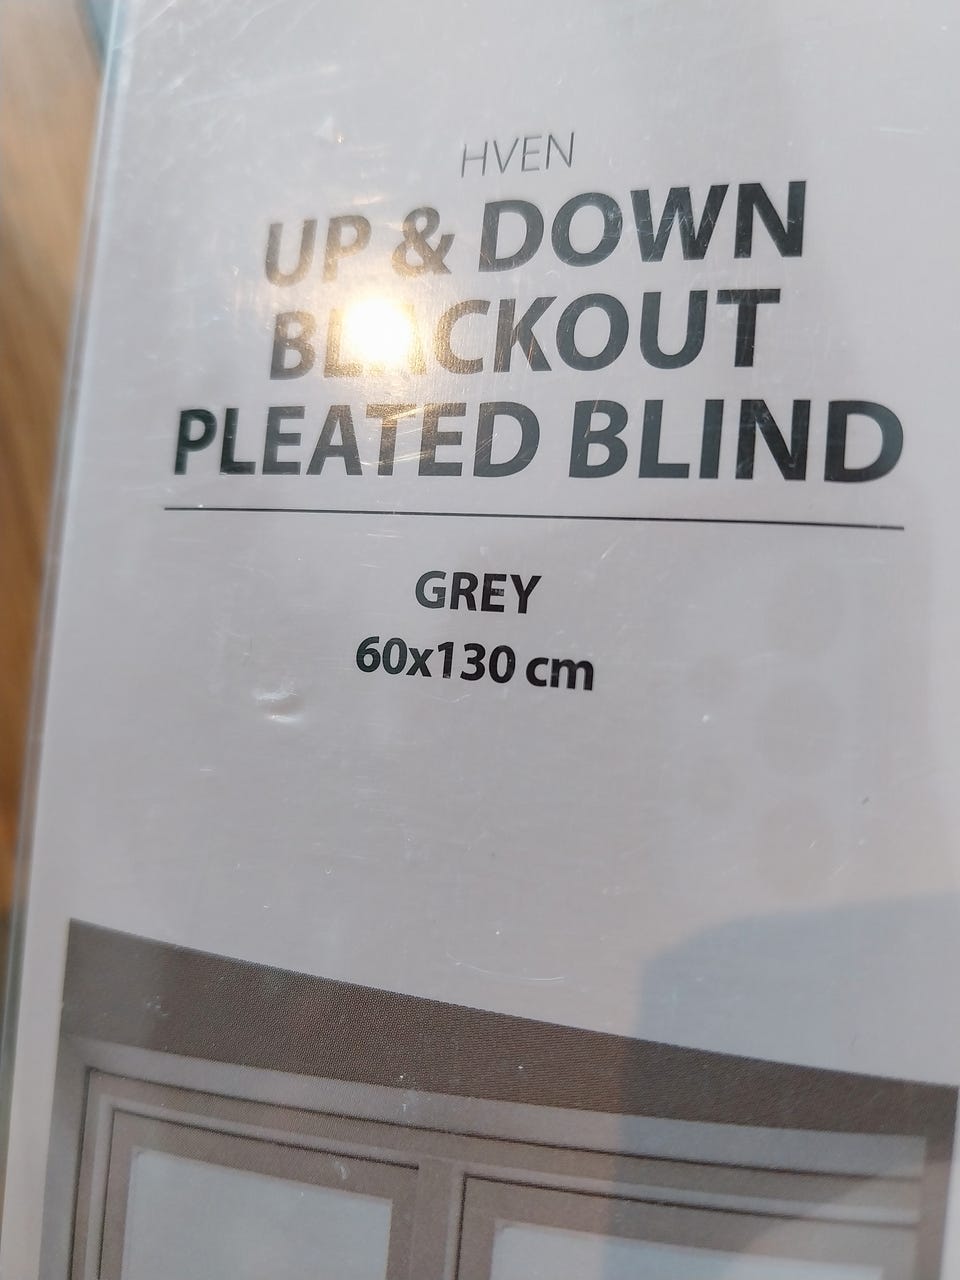 HVEN
UP & DOWN
BLACKOUT
PLEATED BLIND
GREY
60x130 cm